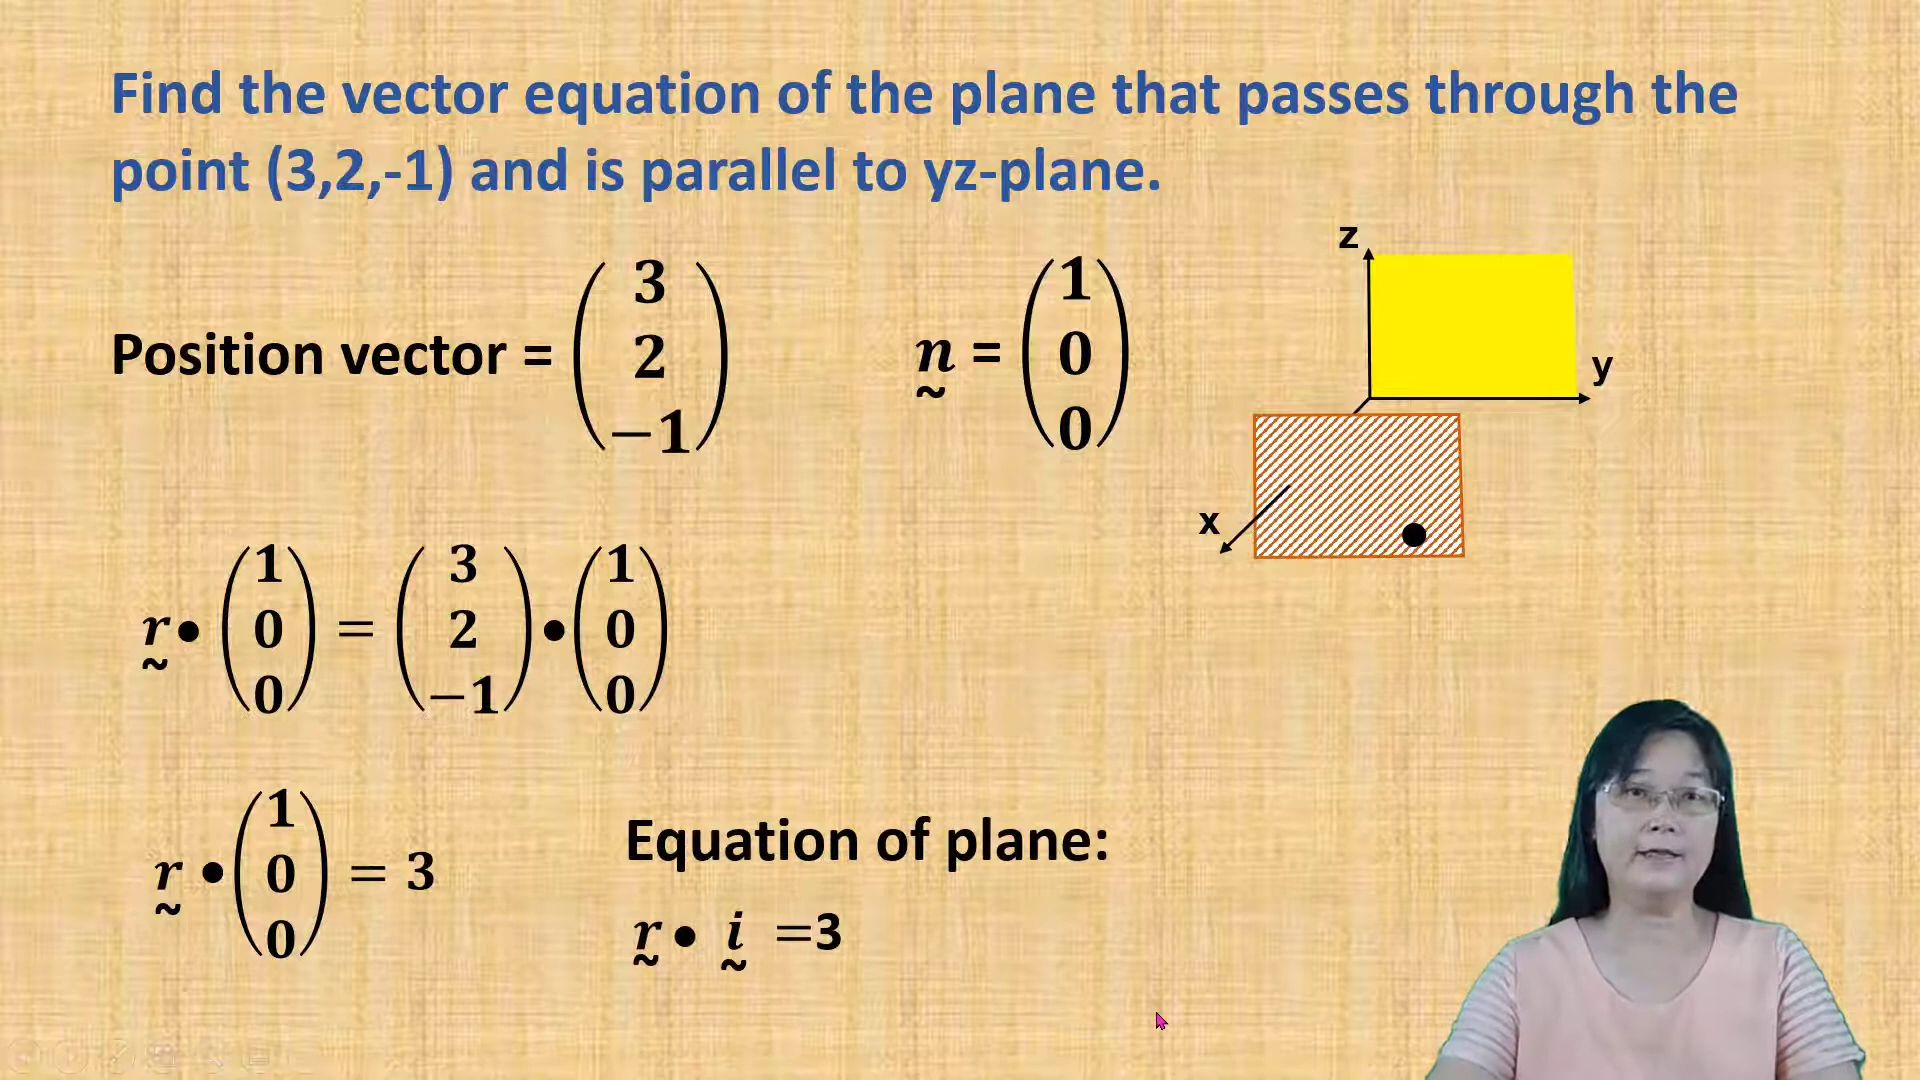 Find the vector equation of the plane that passes through the
point (3,2,-1) and is parallel to yz-plane.
Position vector = (3 2 −1)
n = (1 0 0)
z
y
x
r • (1 0 0) = (3 2 −1) • (1 0 0)
r • (1 0 0) = 3
Equation of plane:
r • i =3